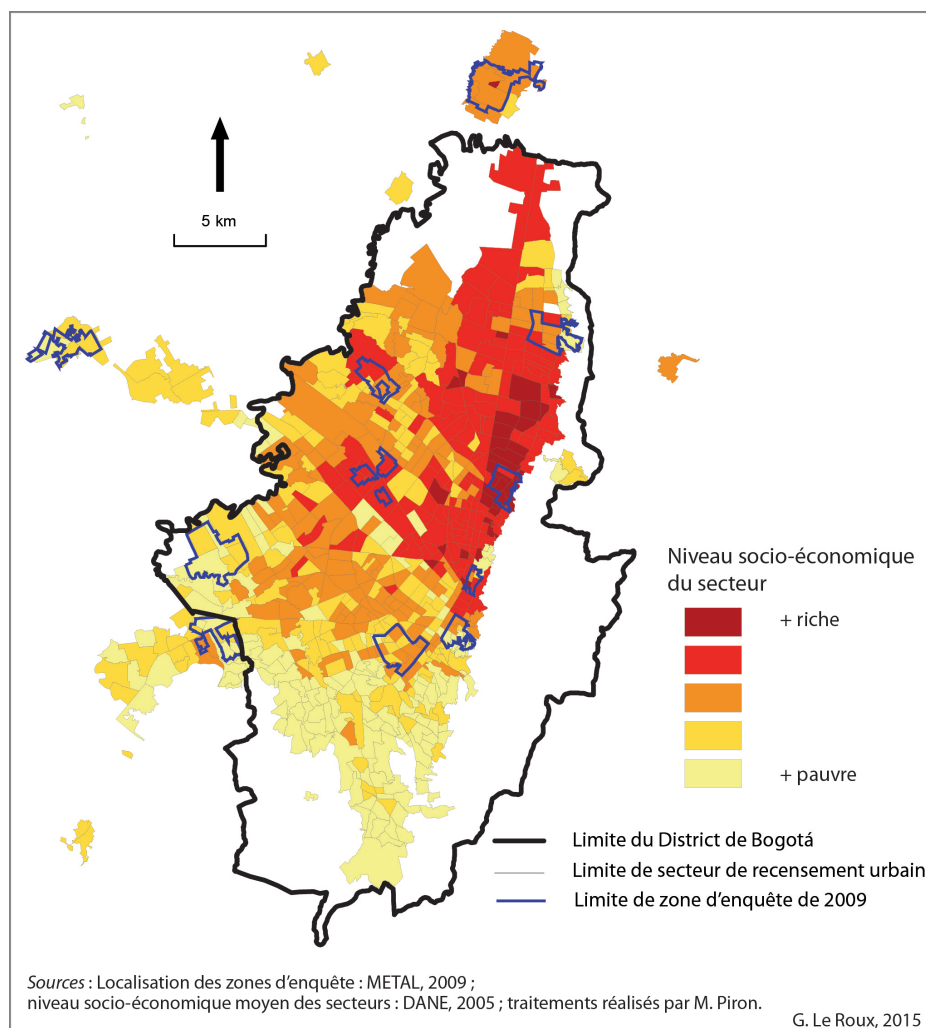 5 km
Niveau socio-économique
du secteur
+ riche
+ pauvre
Limite du District de Bogotá
Limite de secteur de recensement urbain
Limite de zone d'enquête de 2009
Sources : Localisation des zones d'enquête : METAL, 2009 ;
niveau socio-économique moyen des secteurs : DANE, 2005 ; traitements réalisés par M. Piron.
G. Le Roux, 2015